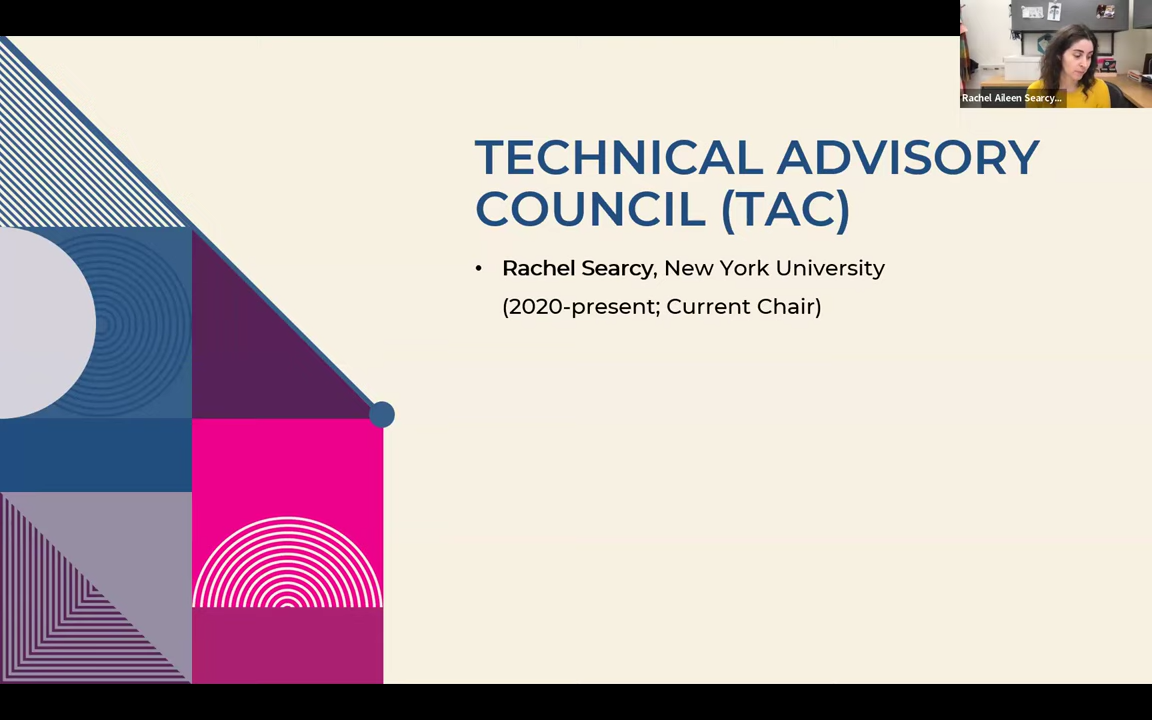 Rachel Aileen Searcy...
TECHNICAL ADVISORY
COUNCIL (TAC)
• Rachel Searcy, New York University
(2020-present; Current Chair)